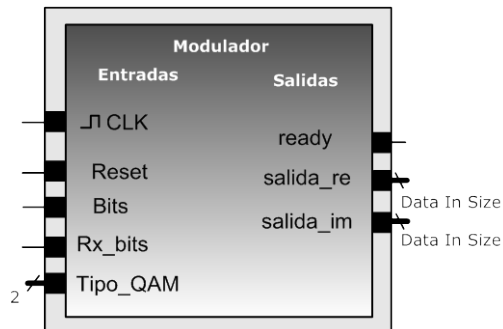 Modulador
Entradas
Salidas
CLK
ready
Reset
salida_re
Data In Size
Bits
salida_im
Data In Size
Rx_bits
Tipo_QAM
2